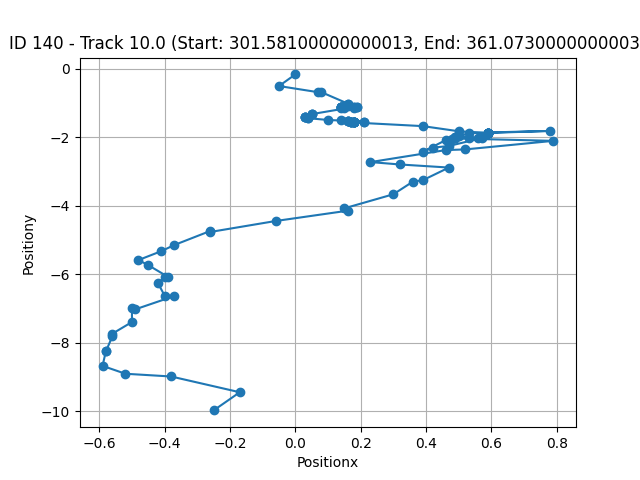 ID 140 - Track 10.0 (Start: 301.58100000000013, End: 361.0730000000003
0
−2
−4
−6
−8
−10
Positiony
−0.6 −0.4 −0.2 0.0 0.2 0.4 0.6 0.8
Positionx